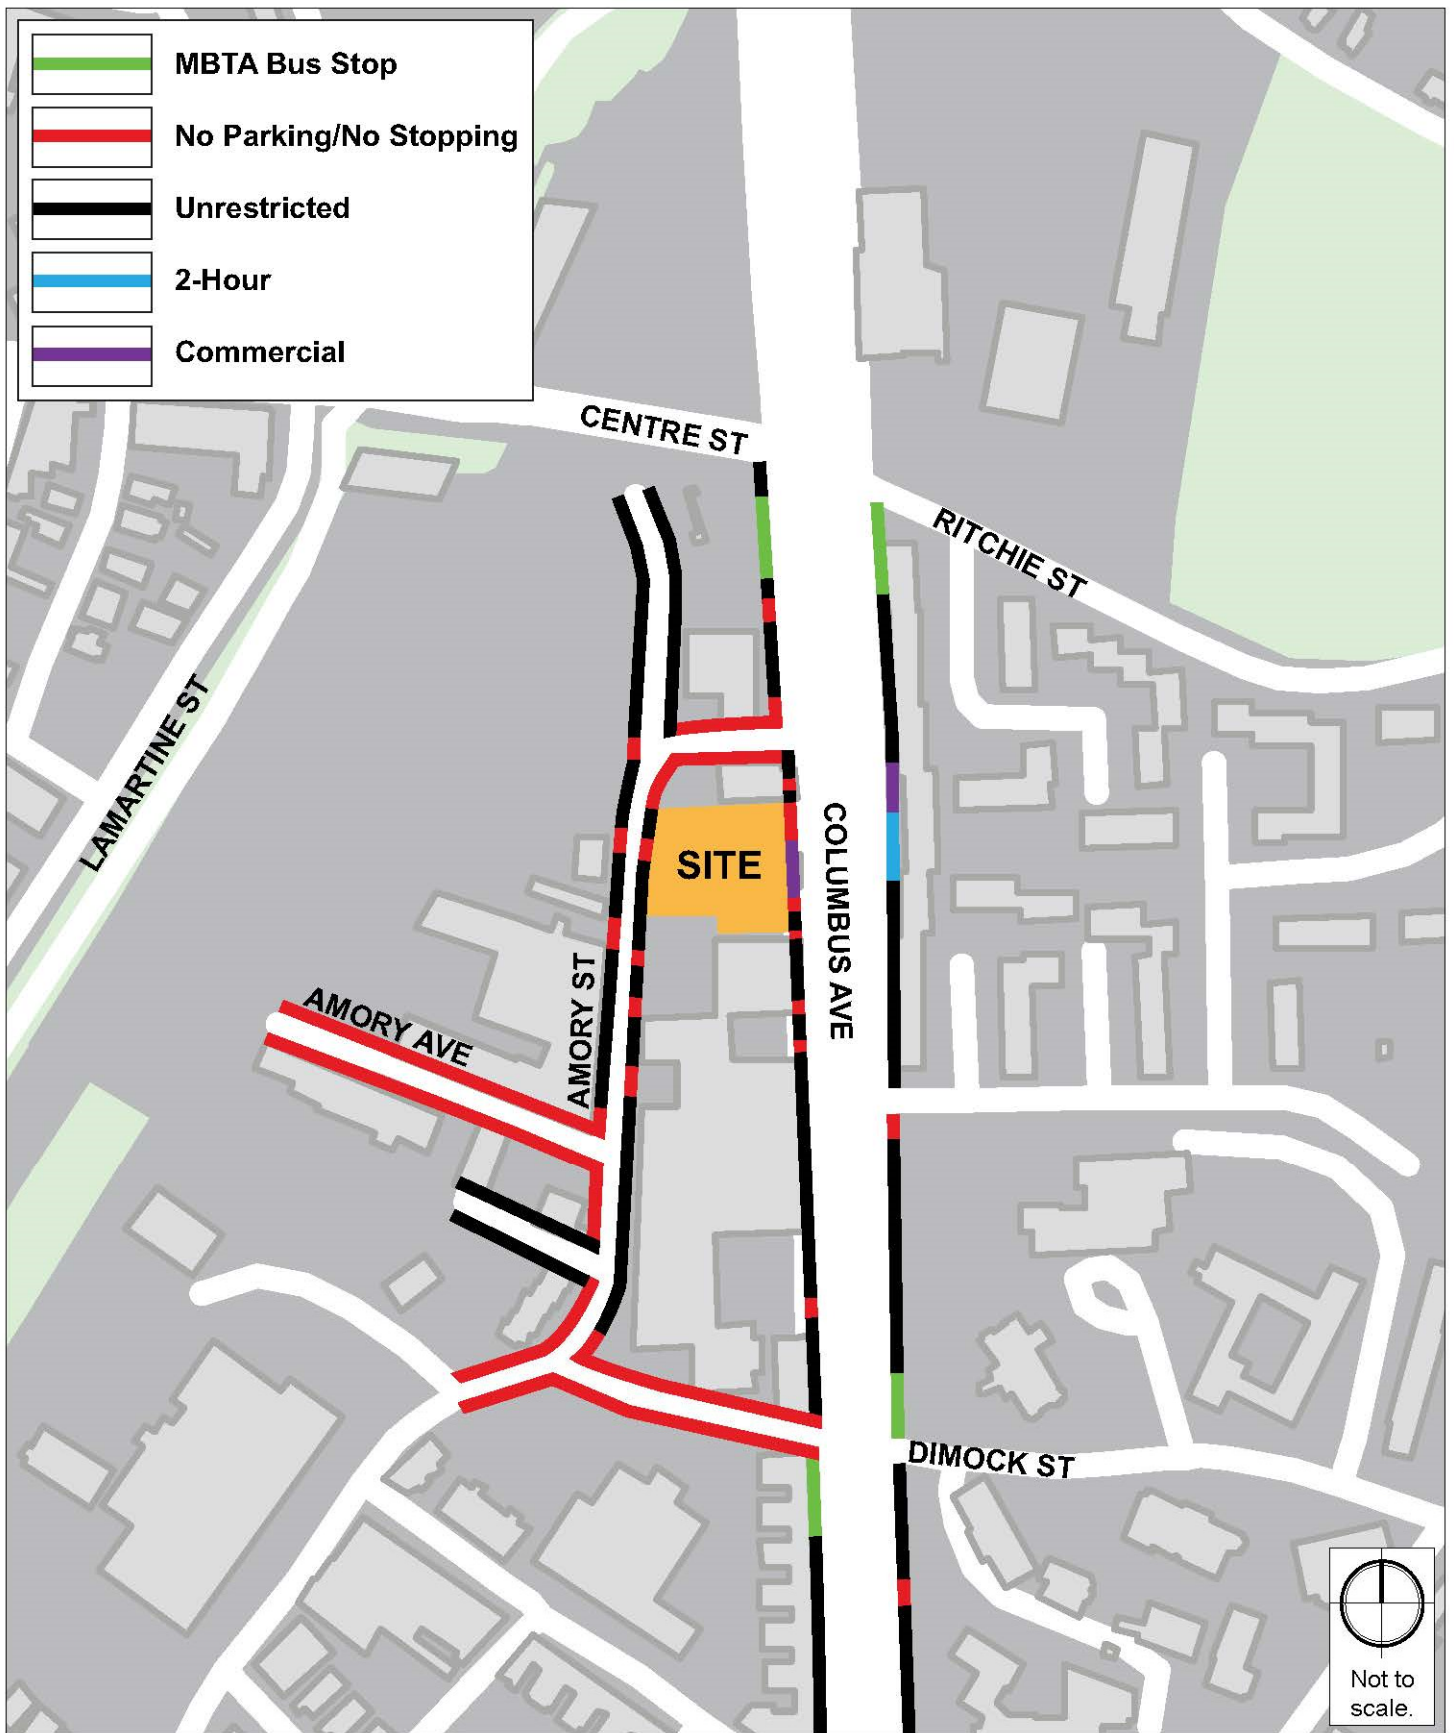 MBTA Bus Stop
No Parking/No Stopping
Unrestricted
2-Hour
Commercial
CENTRE ST
RITCHIE ST
LAMARTINE ST
SITE
COLUMBUS AVE
AMORY ST
AMORY AVE
DIMOCK ST
Not to
scale.